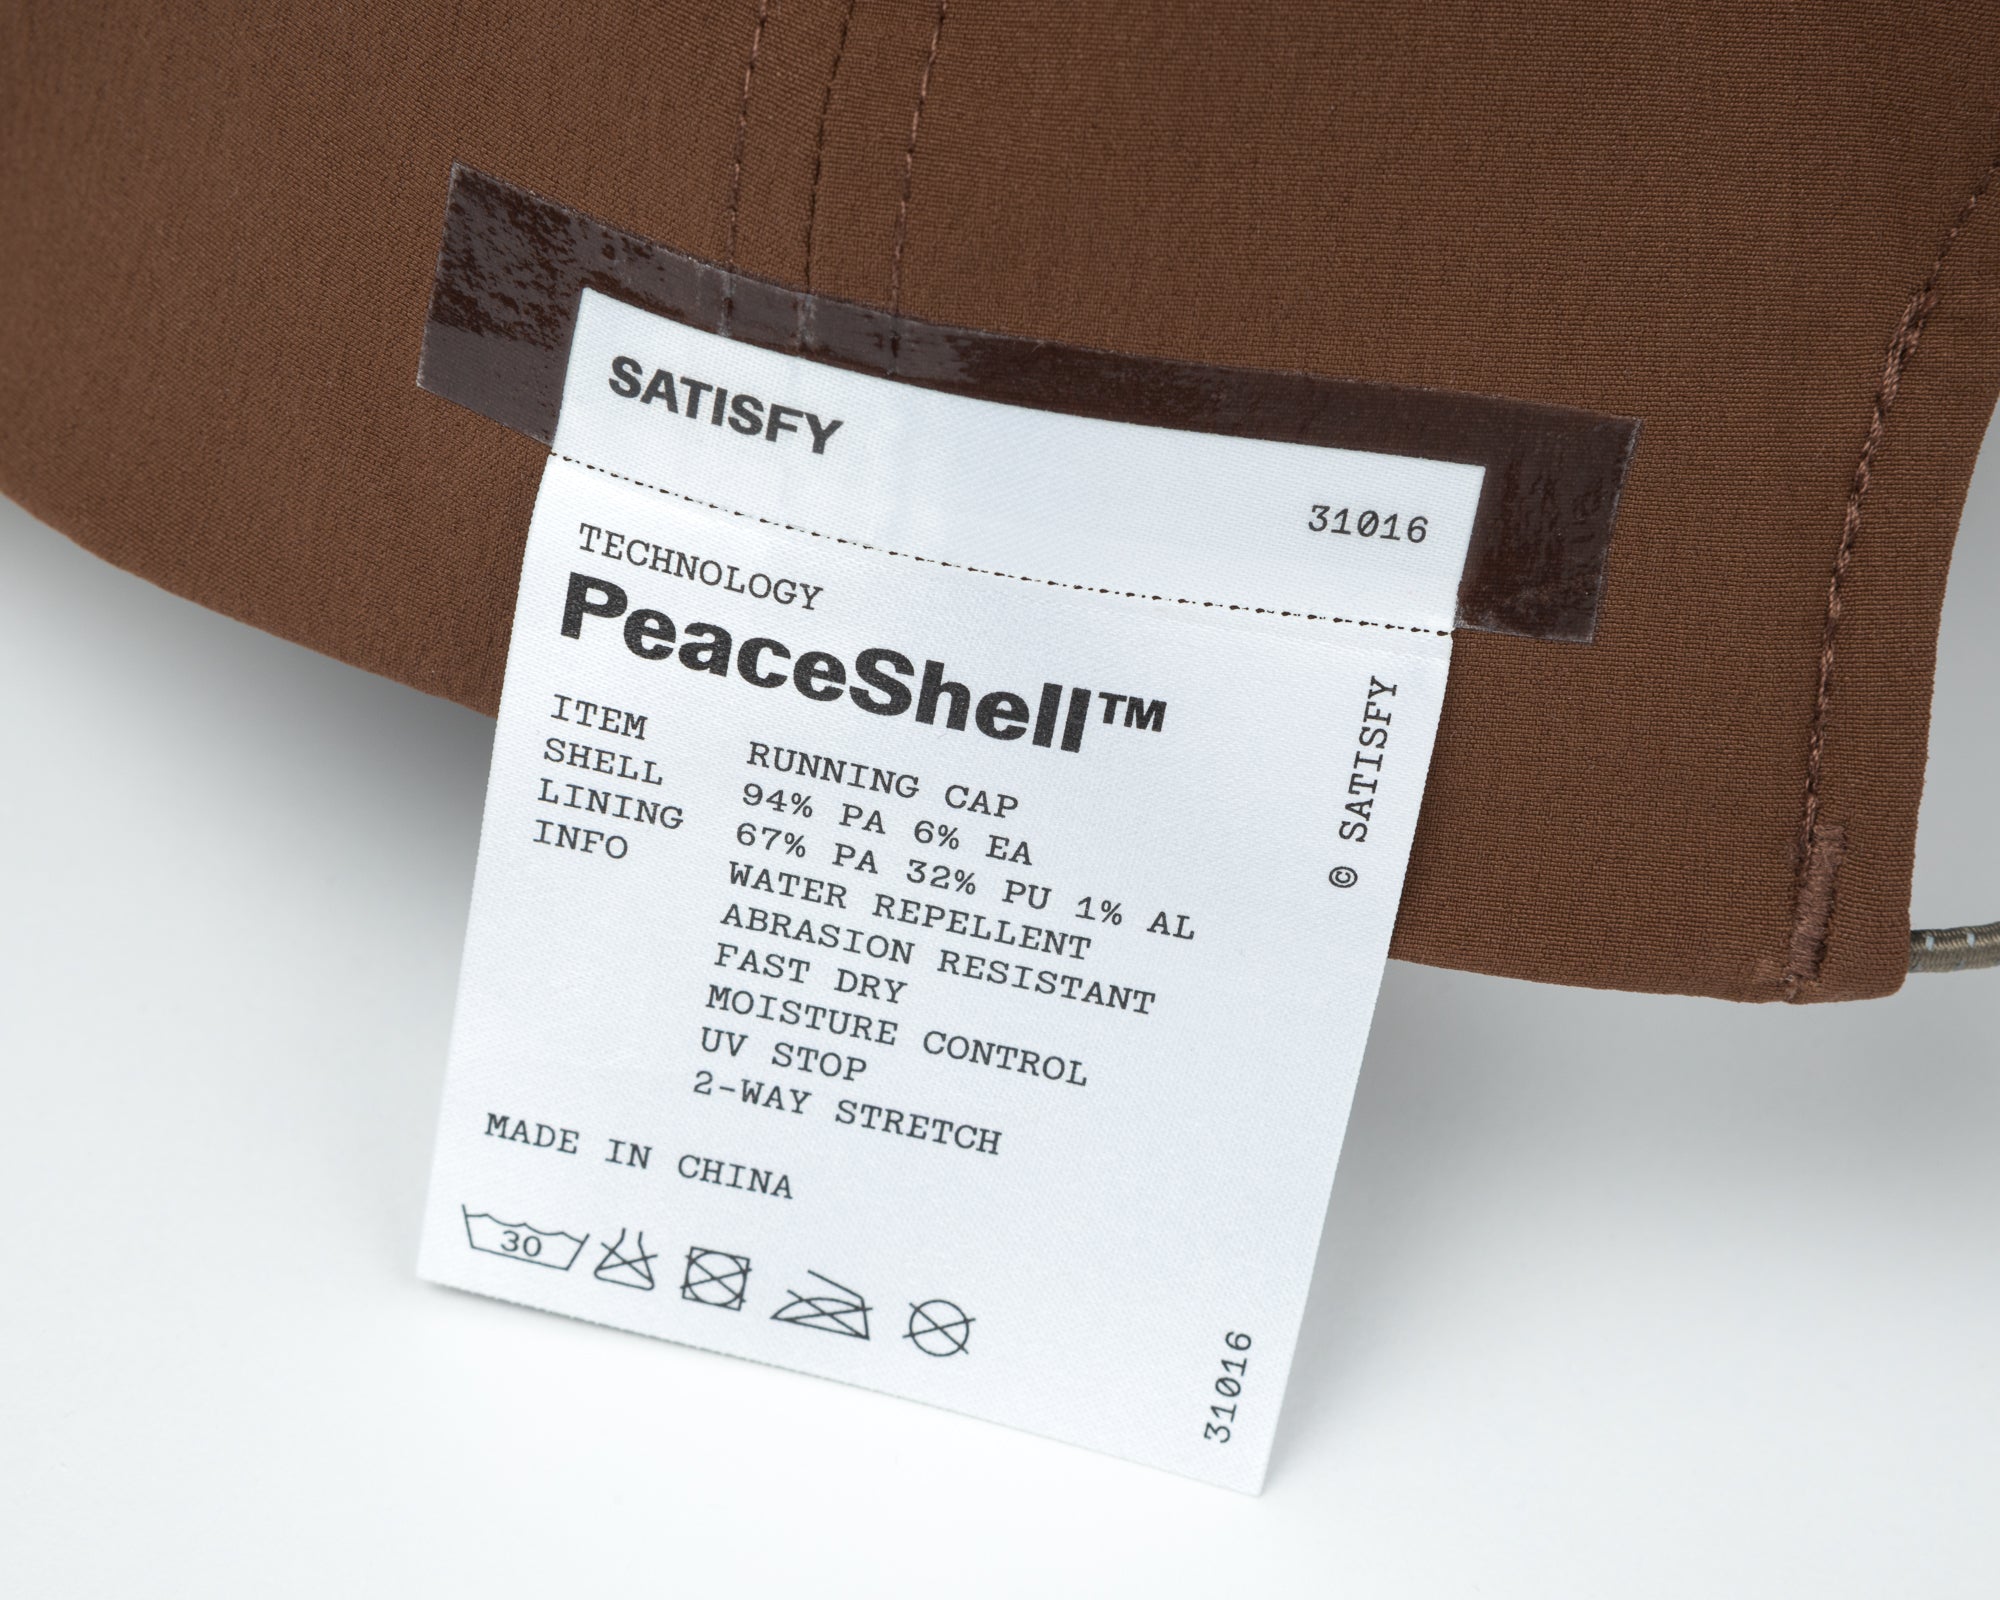 SATISFY
31016
TECHNOLOGY
PeaceShell™
ITEM RUNNING CAP
SHELL 94% PA 6% EA
LINING 67% PA 32% PU 1% AL
INFO WATER REPELLENT
ABRASION RESISTANT
FAST DRY
MOISTURE CONTROL
UV STOP
2-WAY STRETCH
MADE IN CHINA
30
© SATISFY
31016